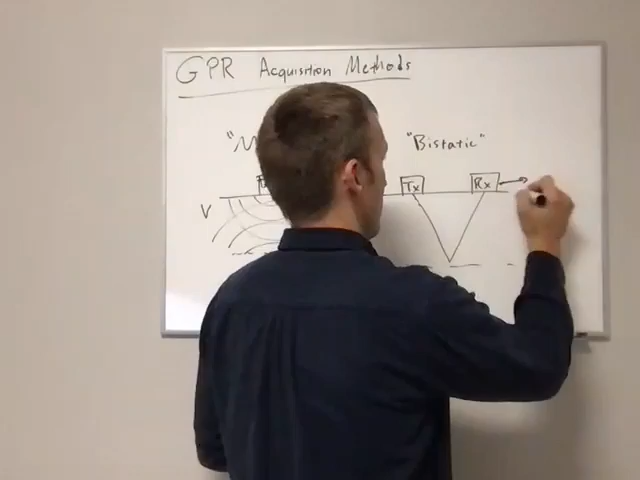 GPR Acquisition Methods
"Bistatic"
Tx Rx
V